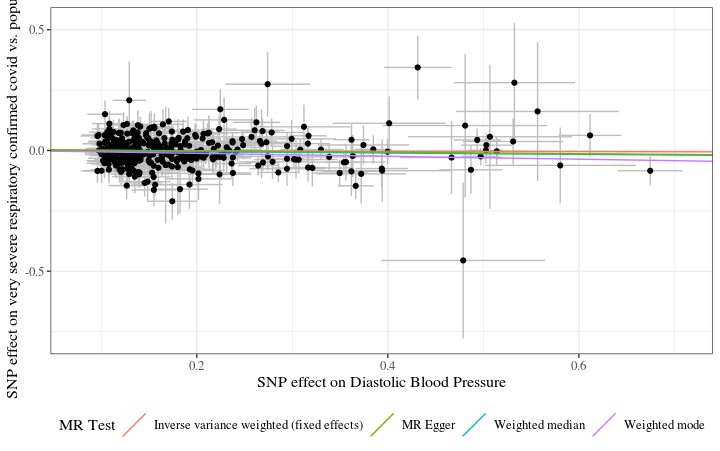 SNP effect on very severe respiratory confirmed covid vs.
0.5
0.0
-0.5
0.2
0.4
0.6
SNP effect on Diastolic Blood Pressure
MR Test
Inverse variance weighted (fixed effects)
MR Egger
Weighted median
Weighted mode